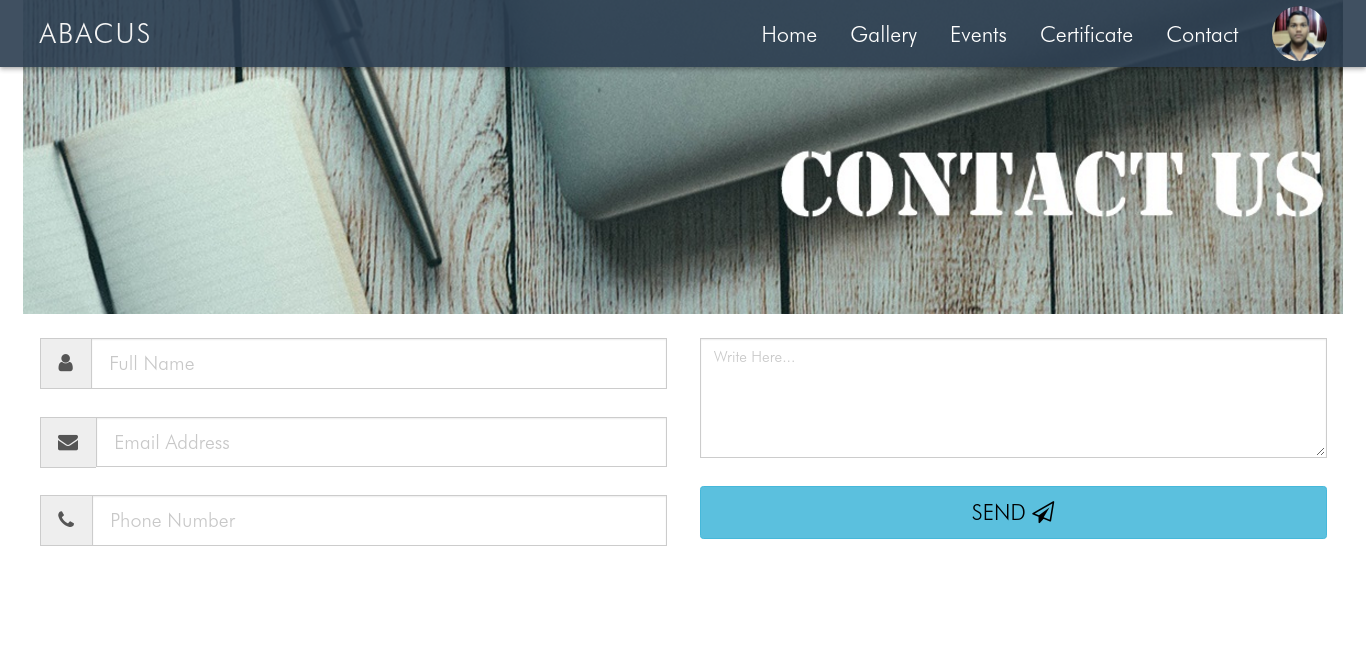 ABACUS Home Gallery Events Certificate Contact
CONTACT US
Full Name
Email Address
Phone Number
Write Here...
SEND